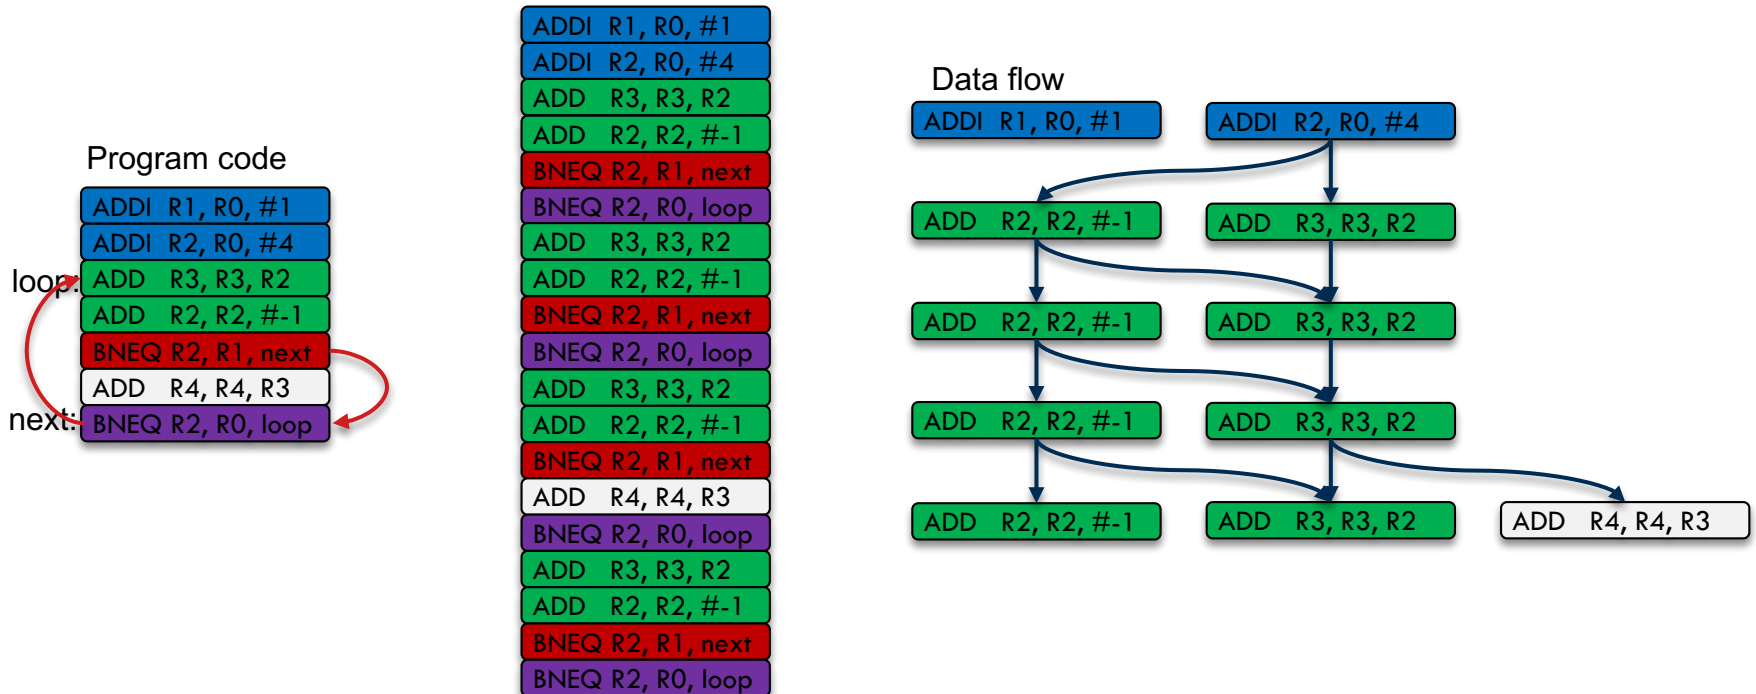 Program code
ADDI R1, R0, #1
ADDI R2, R0, #4
loop:
ADD R3, R3, R2
ADD R2, R2, #-1
BNEQ R2, R1, next
ADD R4, R4, R3
next:
BNEQ R2, R0, loop
ADDI R1, R0, #1
ADDI R2, R0, #4
ADD R3, R3, R2
ADD R2, R2, #-1
BNEQ R2, R1, next
BNEQ R2, R0, loop
ADD R3, R3, R2
ADD R2, R2, #-1
BNEQ R2, R1, next
BNEQ R2, R0, loop
ADD R3, R3, R2
ADD R2, R2, #-1
BNEQ R2, R1, next
ADD R4, R4, R3
BNEQ R2, R0, loop
ADD R3, R3, R2
ADD R2, R2, #-1
BNEQ R2, R1, next
BNEQ R2, R0, loop
Data flow
ADDI R1, R0, #1
ADDI R2, R0, #4
ADD R2, R2, #-1
ADD R3, R3, R2
ADD R2, R2, #-1
ADD R3, R3, R2
ADD R2, R2, #-1
ADD R3, R3, R2
ADD R2, R2, #-1
ADD R3, R3, R2
ADD R4, R4, R3